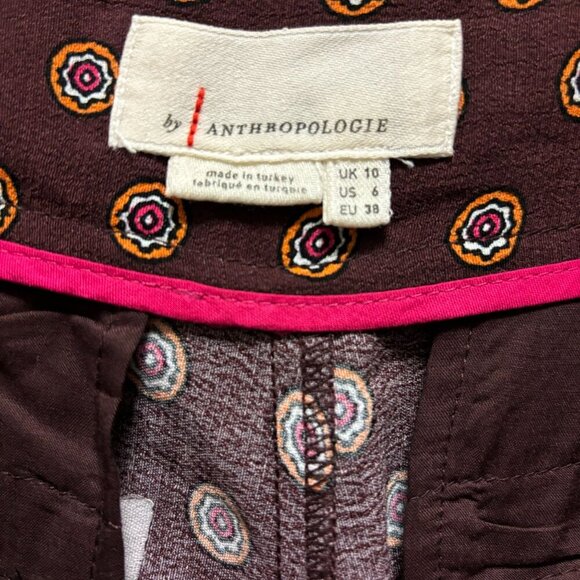 by ANTHROPOLOGIE
made in turkey
fabriqué en turquie
UK 10
US 6
EU 38